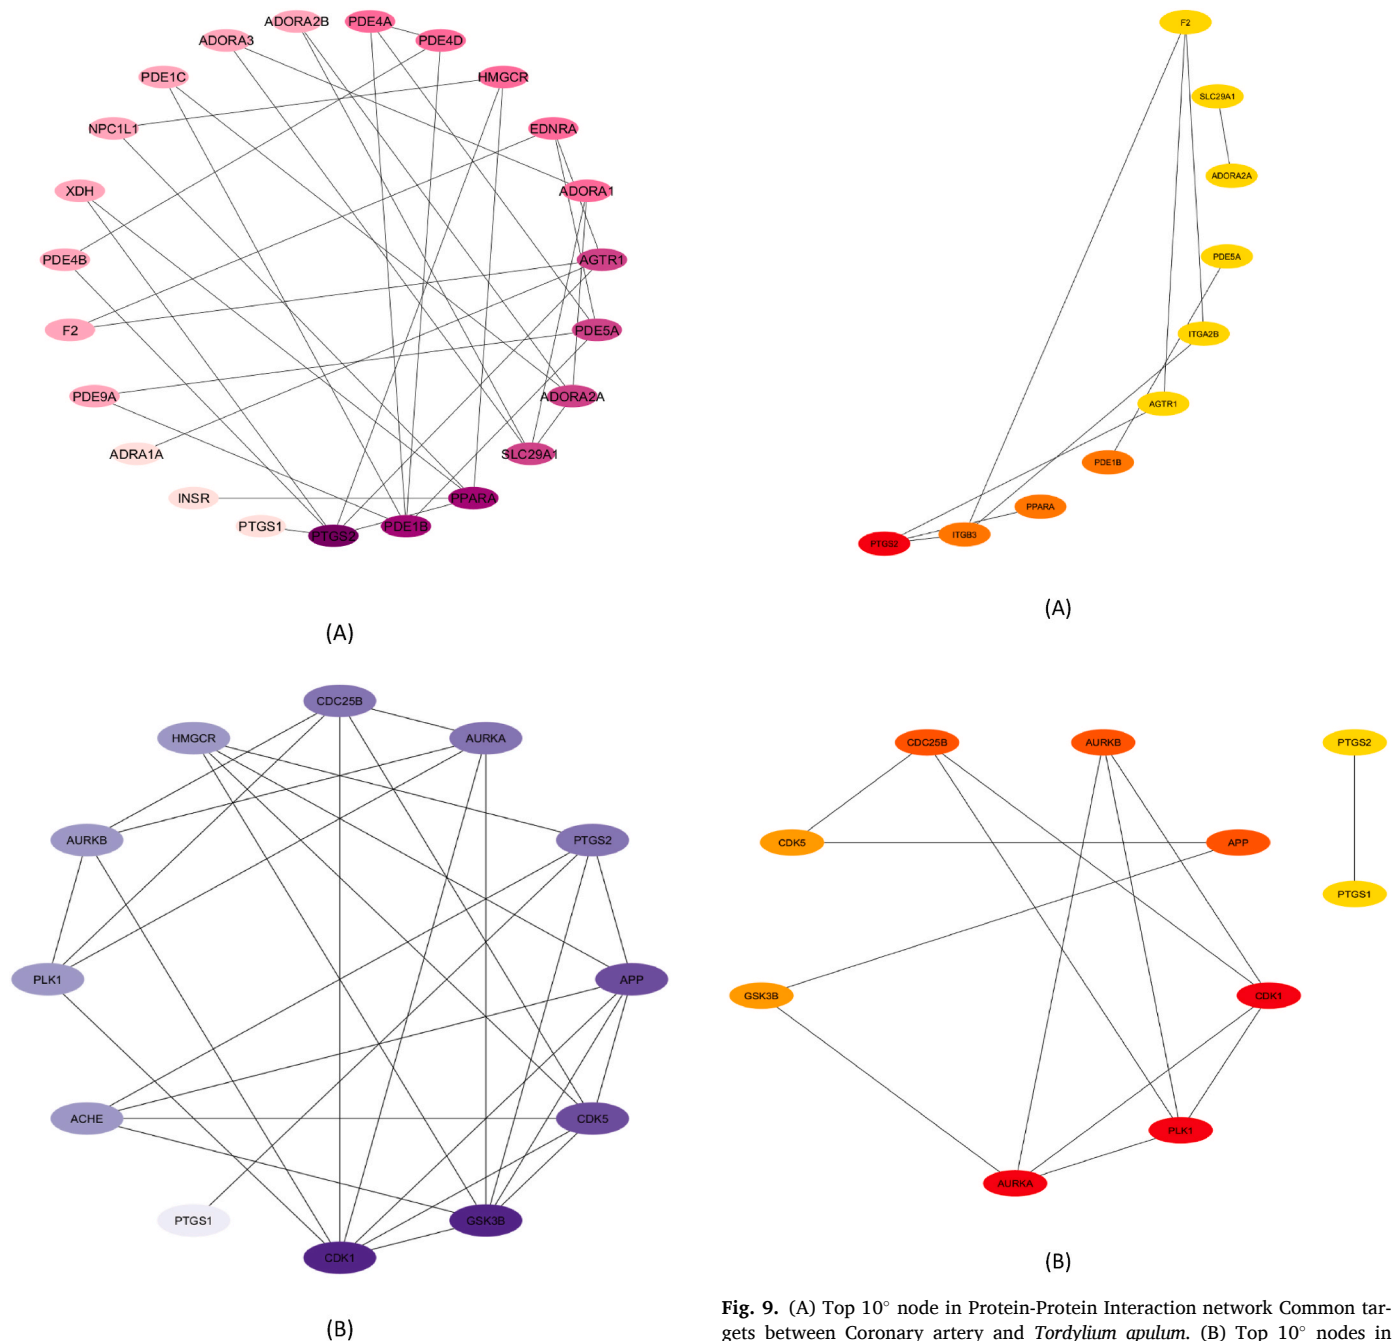 ADORA2B
PDE4A
ADORA3
PDE4D
PDE1C
HMGCR
NPC1L1
EDNRA
XDH
ADORA1
PDE4B
AGTR1
F2
PDE5A
PDE9A
ADORA2A
ADRA1A
SLC29A1
INSR
PPARA
PTGS1
PDE1B
PTGS2
(A)
CDC25B
HMGCR
AURKA
AURKB
PTGS2
PLK1
APP
ACHE
CDK5
PTGS1
GSK3B
CDK1
(B)
F2
SLC29A1
ADORA2A
PDE5A
ITGA2B
AGTR1
PDE1B
PPARA
ITGB3
PTGS2
(A)
CDC25B
AURKB
PTGS2
CDK5
APP
PTGS1
GSK3B
CDK1
PLK1
AURKA
(B)
Fig. 9. (A) Top 10° node in Protein-Protein Interaction network Common tar-
gets between Coronary artery and Tordylium apulum. (B) Top 10° nodes in